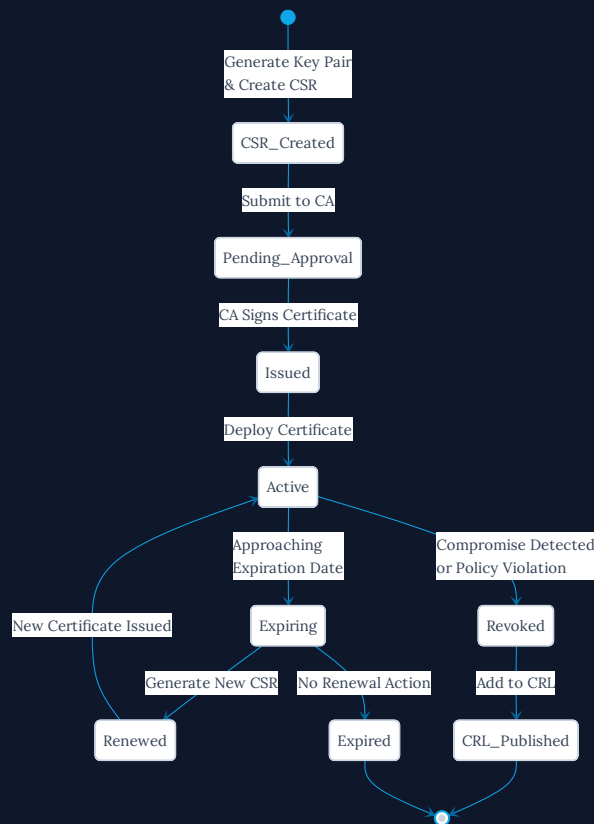 Generate Key Pair
& Create CSR
CSR_Created
Submit to CA
Pending_Approval
CA Signs Certificate
Issued
Deploy Certificate
Active
Approaching
Expiration Date
Compromise Detected
or Policy Violation
New Certificate Issued
Expiring
Revoked
Generate New CSR
No Renewal Action
Add to CRL
Renewed
Expired
CRL_Published